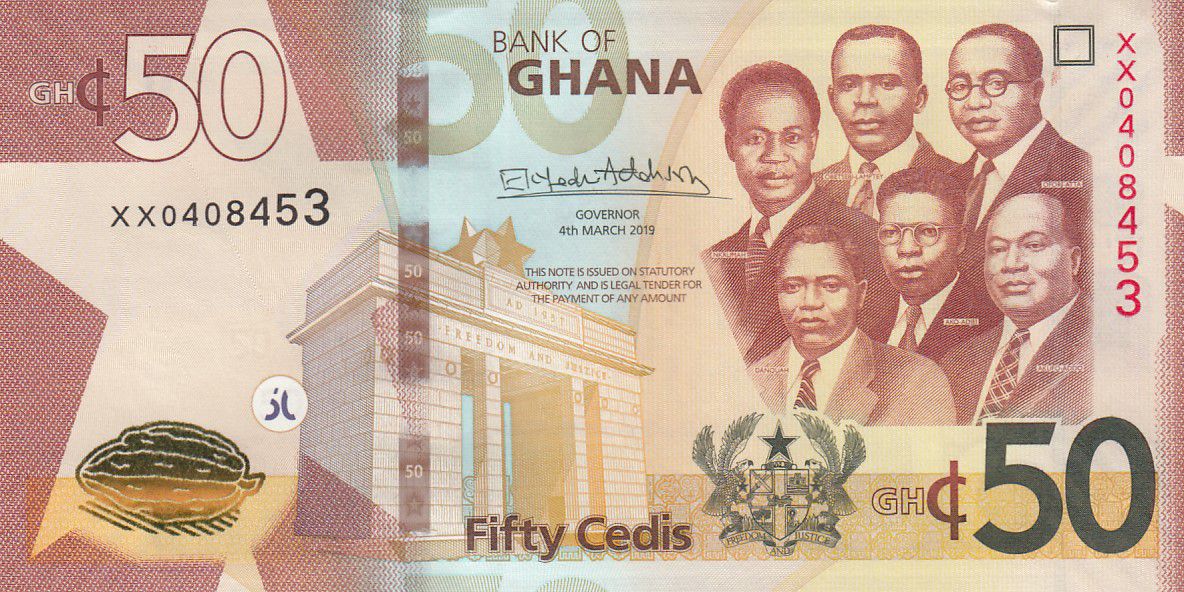 GH₵50
XX0408453
50
BANK OF
GHANA
GOVERNOR
4th MARCH 2019
THIS NOTE IS ISSUED ON STATUTORY
AUTHORITY AND IS LEGAL TENDER FOR
THE PAYMENT OF ANY AMOUNT
AD 1957
FREEDOM AND JUSTICE
50
50
50
50
NKRUMAH
OFORI-ATTA
DANQUAH
AKO-ADJEI
AKUFO-ADDO
XX0408453
FREEDOM AND JUSTICE
Fifty Cedis
GH₵50
50